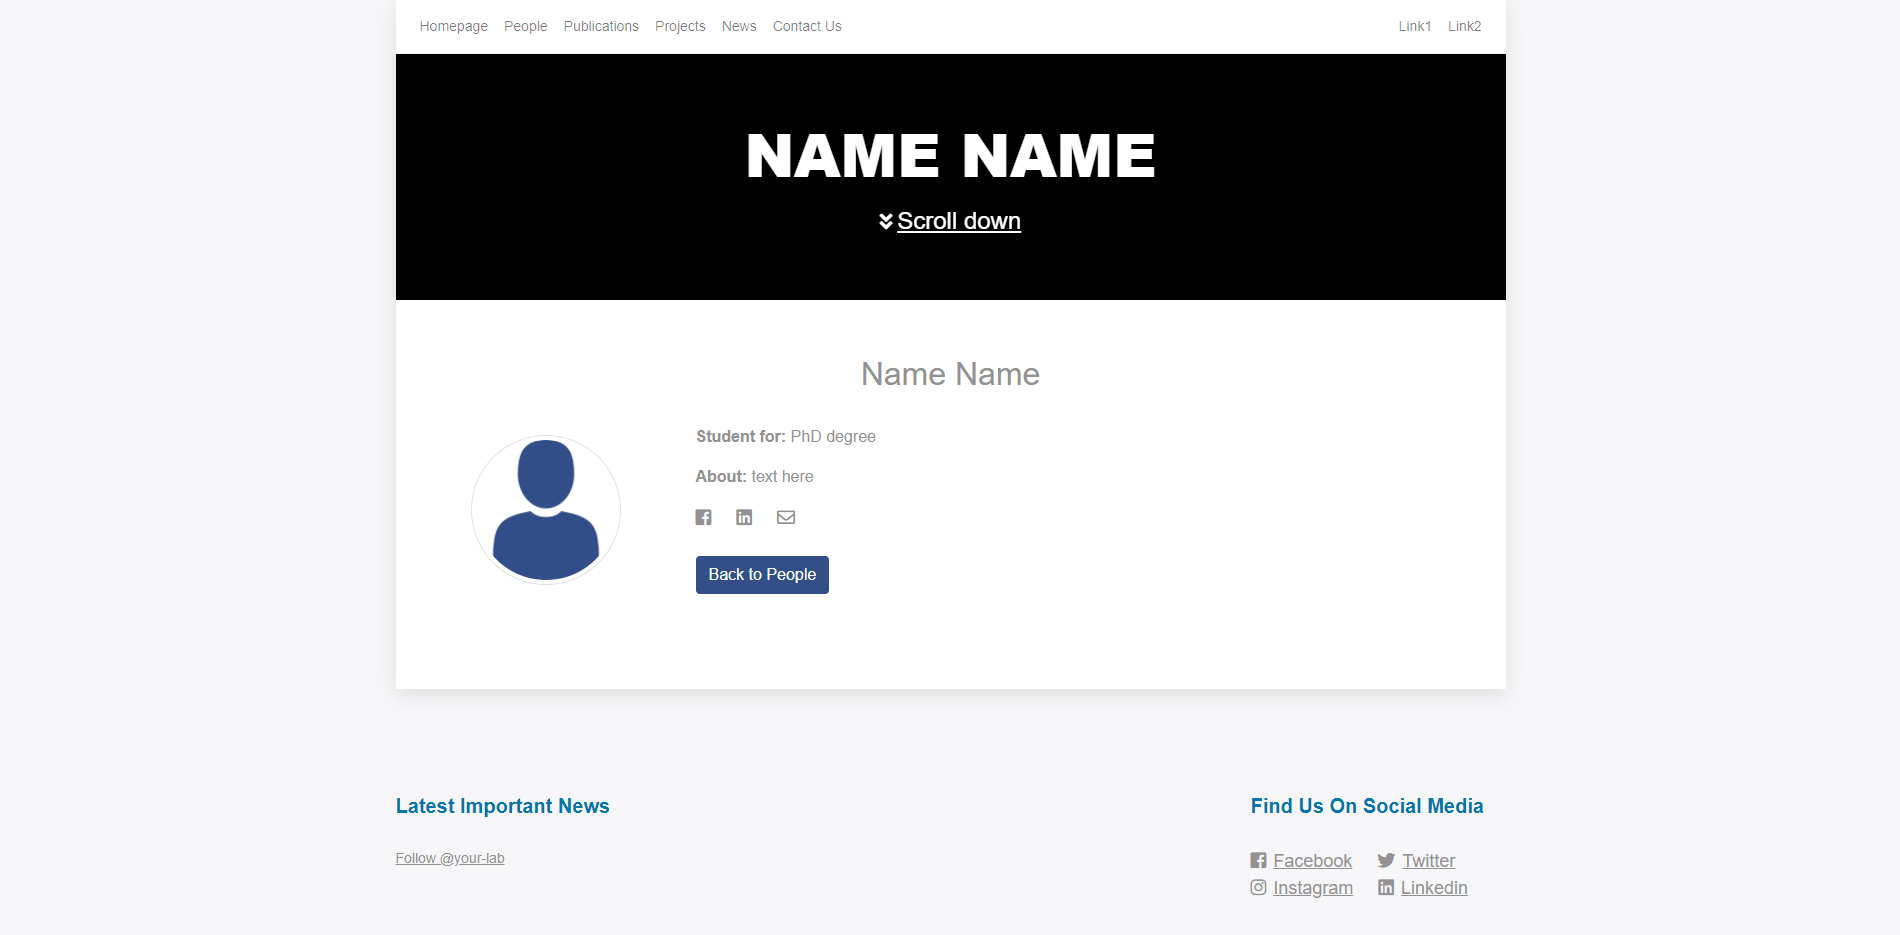 Homepage People Publications Projects News Contact Us Link1 Link2
NAME NAME
Scroll down
Name Name
Student for: PhD degree
About: text here
Back to People
Latest Important News
Follow @your-lab
Find Us On Social Media
Facebook Twitter
Instagram Linkedin